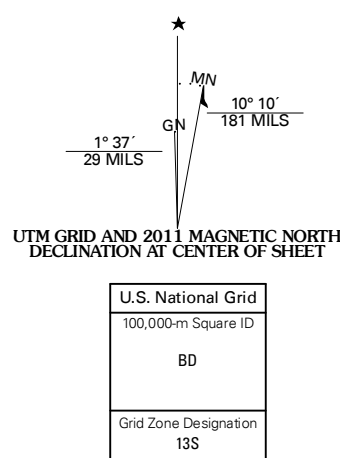 ★
MN
GN
10° 10´
181 MILS
1° 37´
29 MILS
UTM GRID AND 2011 MAGNETIC NORTH
DECLINATION AT CENTER OF SHEET
U.S. National Grid
100,000-m Square ID
BD
Grid Zone Designation
13S